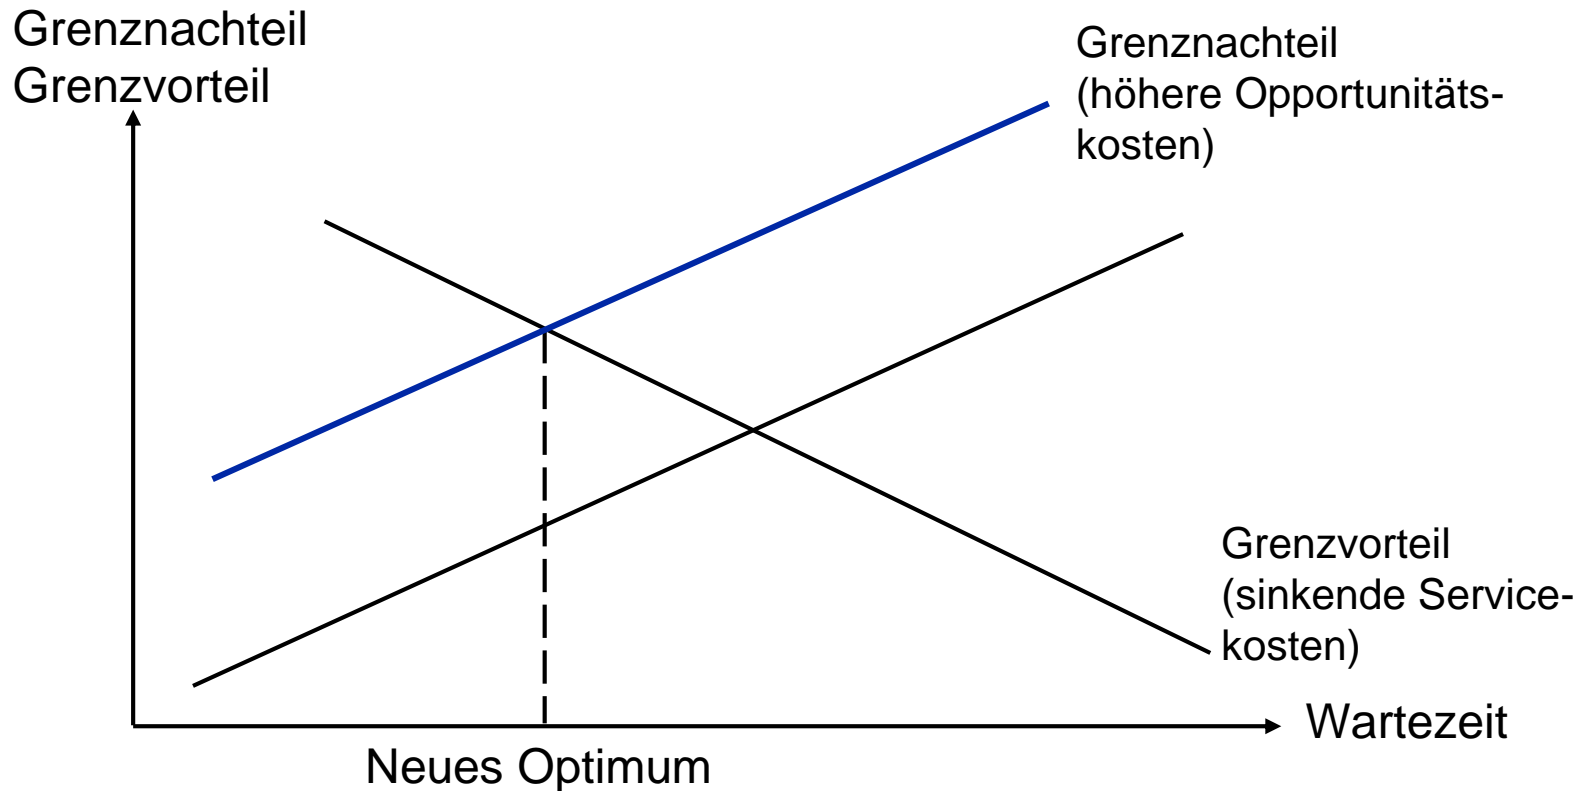 Grenznachteil
Grenzvorteil
Grenznachteil
(höhere Opportunitäts-
kosten)
Grenzvorteil
(sinkende Service-
kosten)
Wartezeit
Neues Optimum